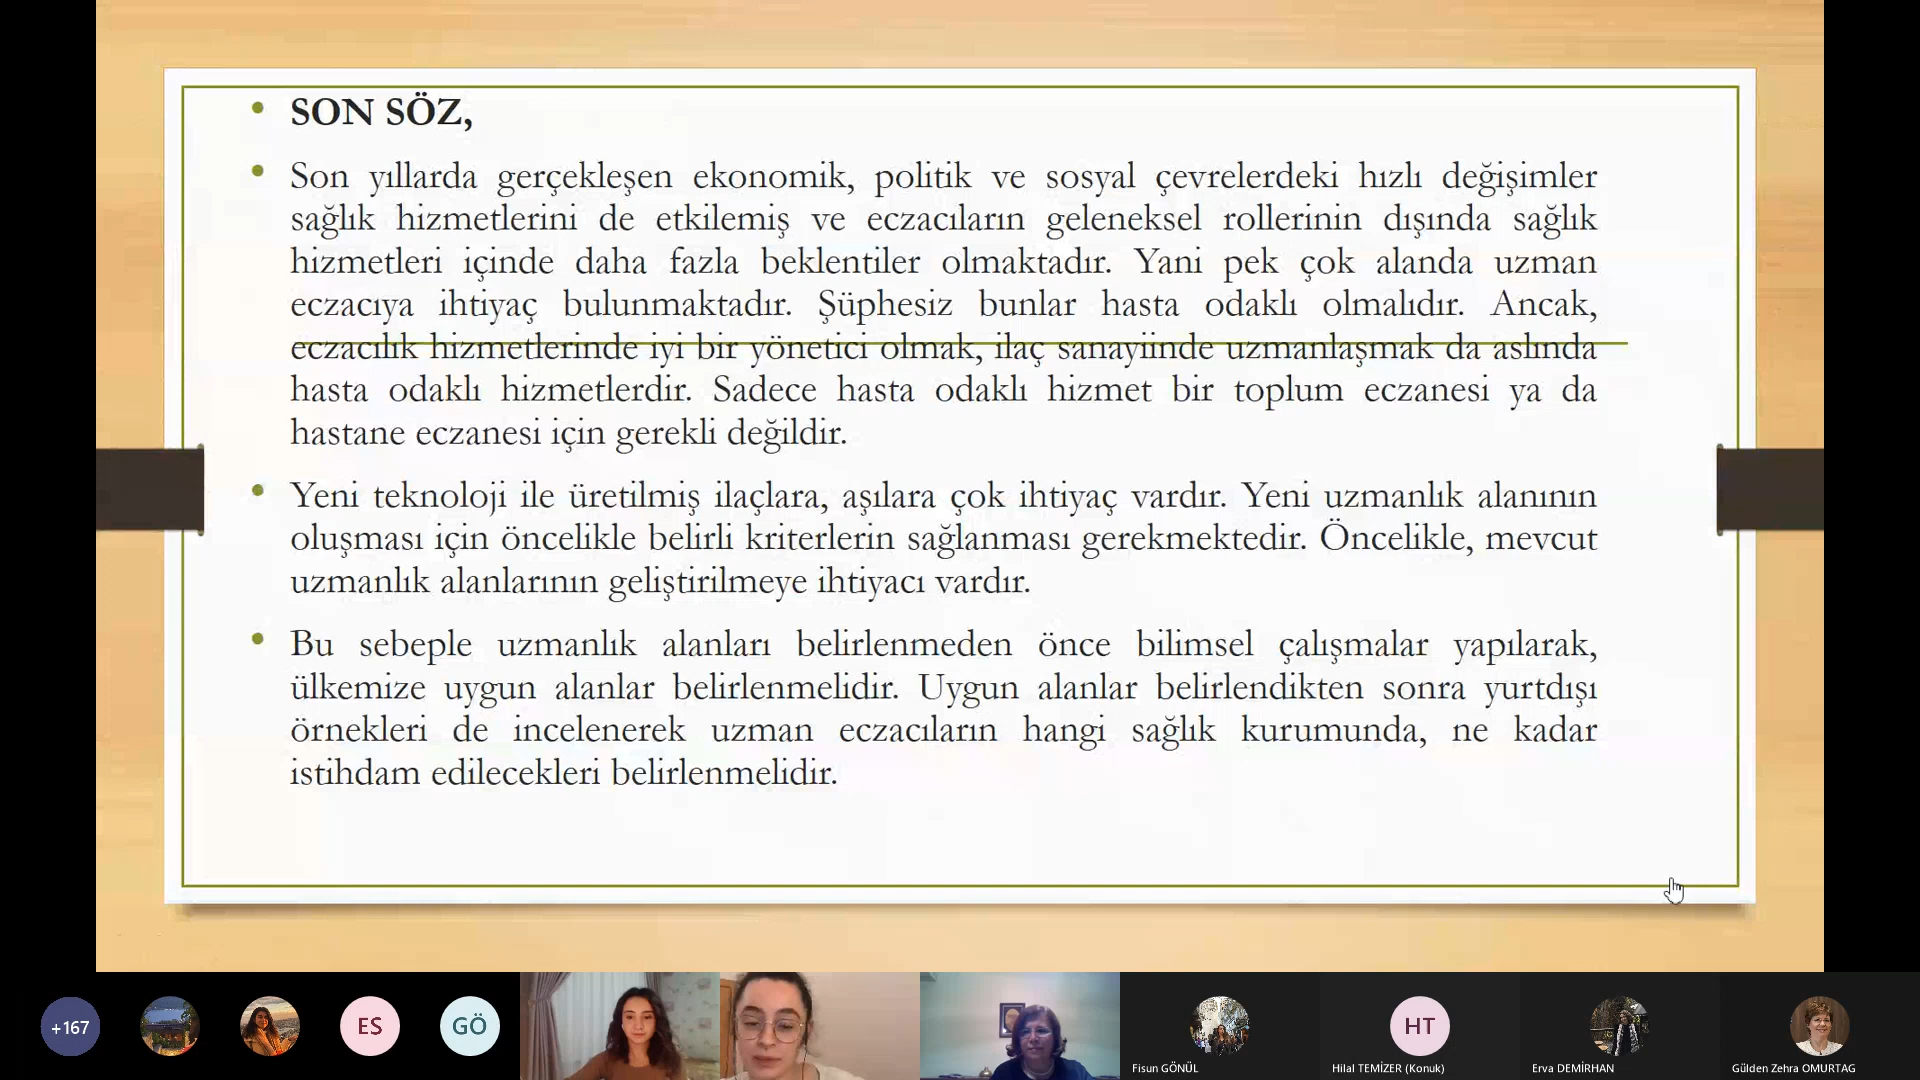 SON SÖZ,
Son yıllarda gerçekleşen ekonomik, politik ve sosyal çevrelerdeki hızlı değişimler
sağlık hizmetlerini de etkilemiş ve eczacıların geleneksel rollerinin dışında sağlık
hizmetleri içinde daha fazla beklentiler olmaktadır. Yani pek çok alanda uzman
eczacıya ihtiyaç bulunmaktadır. Şüphesiz bunlar hasta odaklı olmalıdır. Ancak,
eczacılık hizmetlerinde iyi bir yönetici olmak, ilaç sanayiinde uzmanlaşmak da aslında
hasta odaklı hizmetlerdir. Sadece hasta odaklı hizmet bir toplum eczanesi ya da
hastane eczanesi için gerekli değildir.
Yeni teknoloji ile üretilmiş ilaçlara, aşılara çok ihtiyaç vardır. Yeni uzmanlık alanının
oluşması için öncelikle belirli kriterlerin sağlanması gerekmektedir. Öncelikle, mevcut
uzmanlık alanlarının geliştirilmeye ihtiyacı vardır.
Bu sebeple uzmanlık alanları belirlenmeden önce bilimsel çalışmalar yapılarak,
ülkemize uygun alanlar belirlenmelidir. Uygun alanlar belirlendikten sonra yurtdışı
örnekleri de incelenerek uzman eczacıların hangi sağlık kurumunda, ne kadar
istihdam edilecekleri belirlenmelidir.
+167
ES
GÖ
HT
Fisun GÖNÜL
Hilal TEMİZER (Konuk)
Erva DEMİRHAN
Gülden Zehra OMURTAG